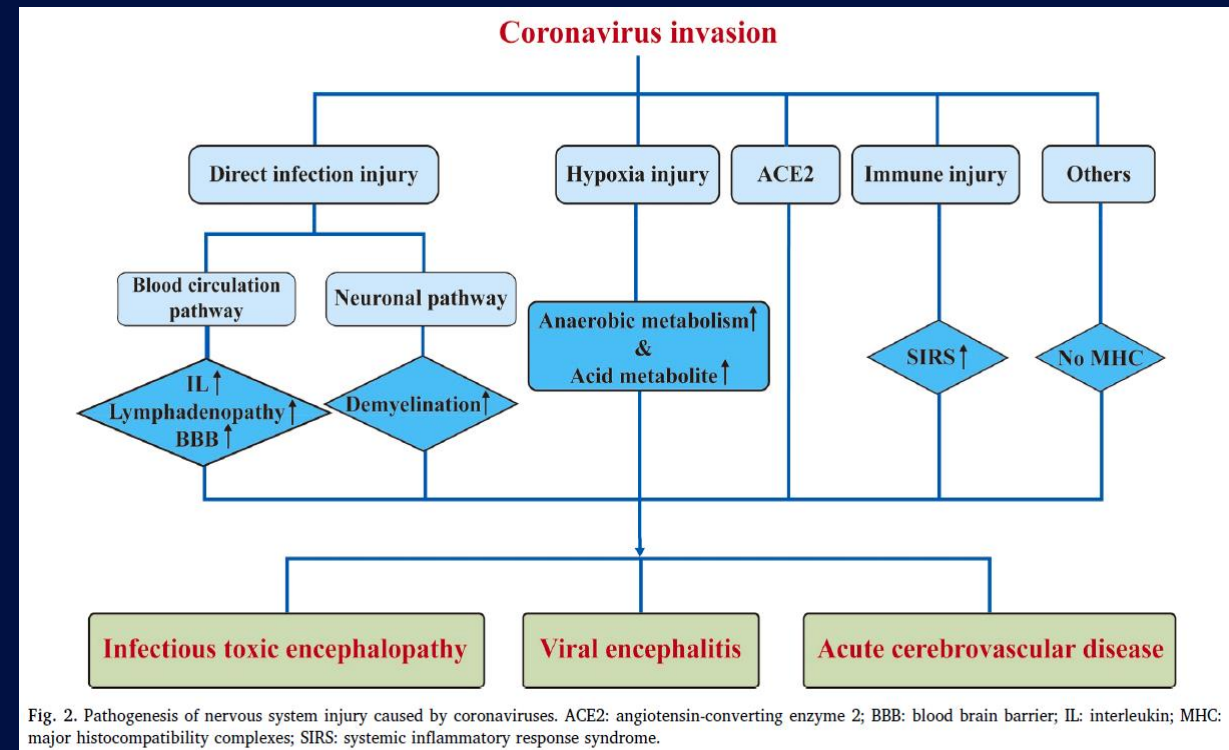 Coronavirus invasion
Direct infection injury
Hypoxia injury
ACE2
Immune injury
Others
Blood circulation
pathway
Neuronal pathway
Anaerobic metabolism↑
&
Acid metabolite↑
SIRS↑
No MHC
IL↑
Lymphadenopathy↑
BBB↑
Demyelination↑
Infectious toxic encephalopathy
Viral encephalitis
Acute cerebrovascular disease
Fig. 2. Pathogenesis of nervous system injury caused by coronaviruses. ACE2: angiotensin-converting enzyme 2; BBB: blood brain barrier; IL: interleukin; MHC:
major histocompatibility complexes; SIRS: systemic inflammatory response syndrome.